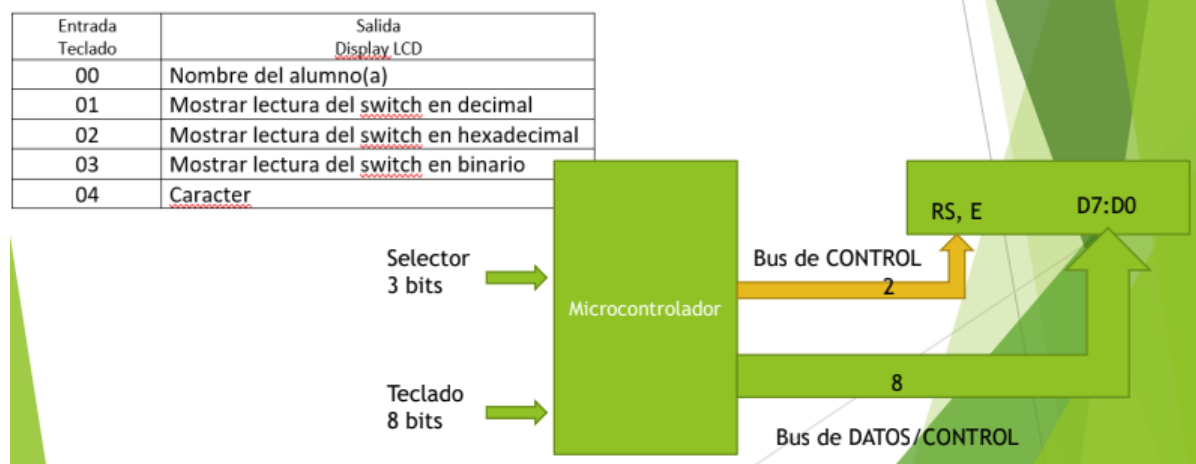 Entrada
Teclado
Salida
Display LCD
00
Nombre del alumno(a)
01
Mostrar lectura del switch en decimal
02
Mostrar lectura del switch en hexadecimal
03
Mostrar lectura del switch en binario
04
Caracter
RS, E
D7:D0
Selector
3 bits
Bus de CONTROL
2
Microcontrolador
8
Teclado
8 bits
Bus de DATOS/CONTROL